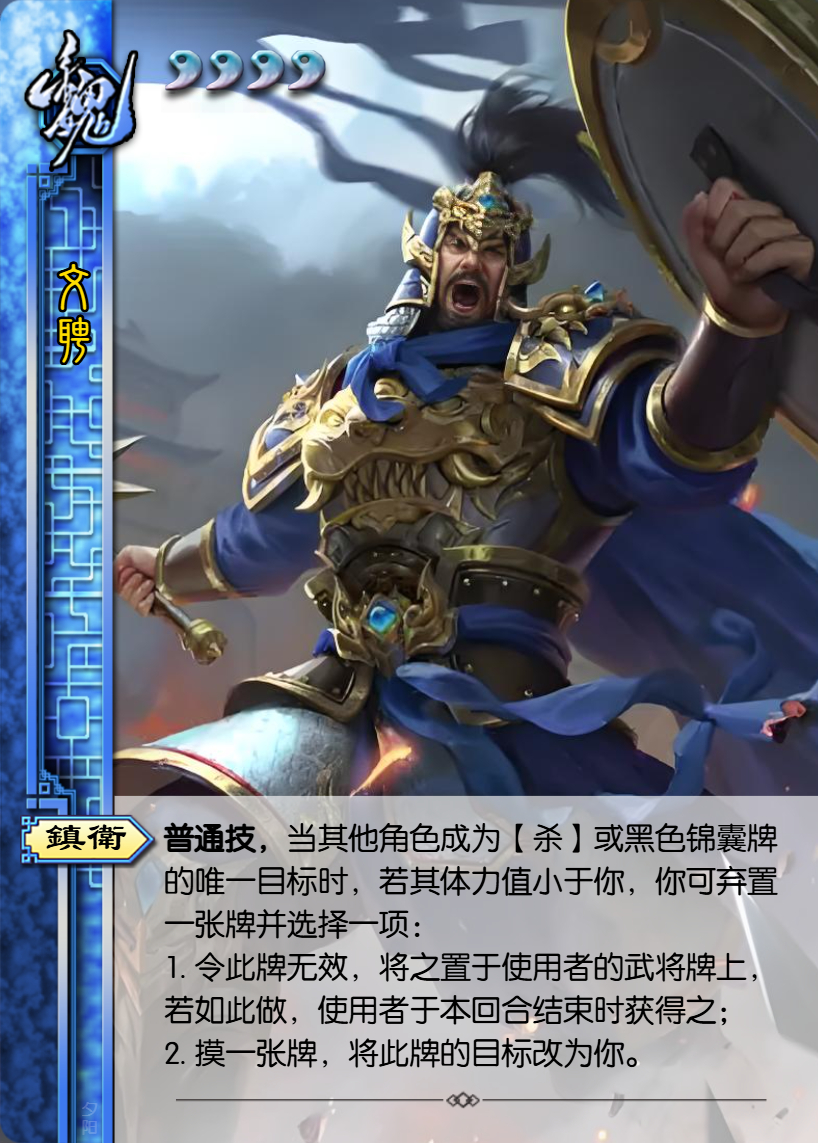 魏
文聘
鎮衛
普通技，当其他角色成为【杀】或黑色锦囊牌
的唯一目标时，若其体力值小于你，你可弃置
一张牌并选择一项：
1. 令此牌无效，将之置于使用者的武将牌上，
若如此做，使用者于本回合结束时获得之；
2. 摸一张牌，将此牌的目标改为你。
夕阳